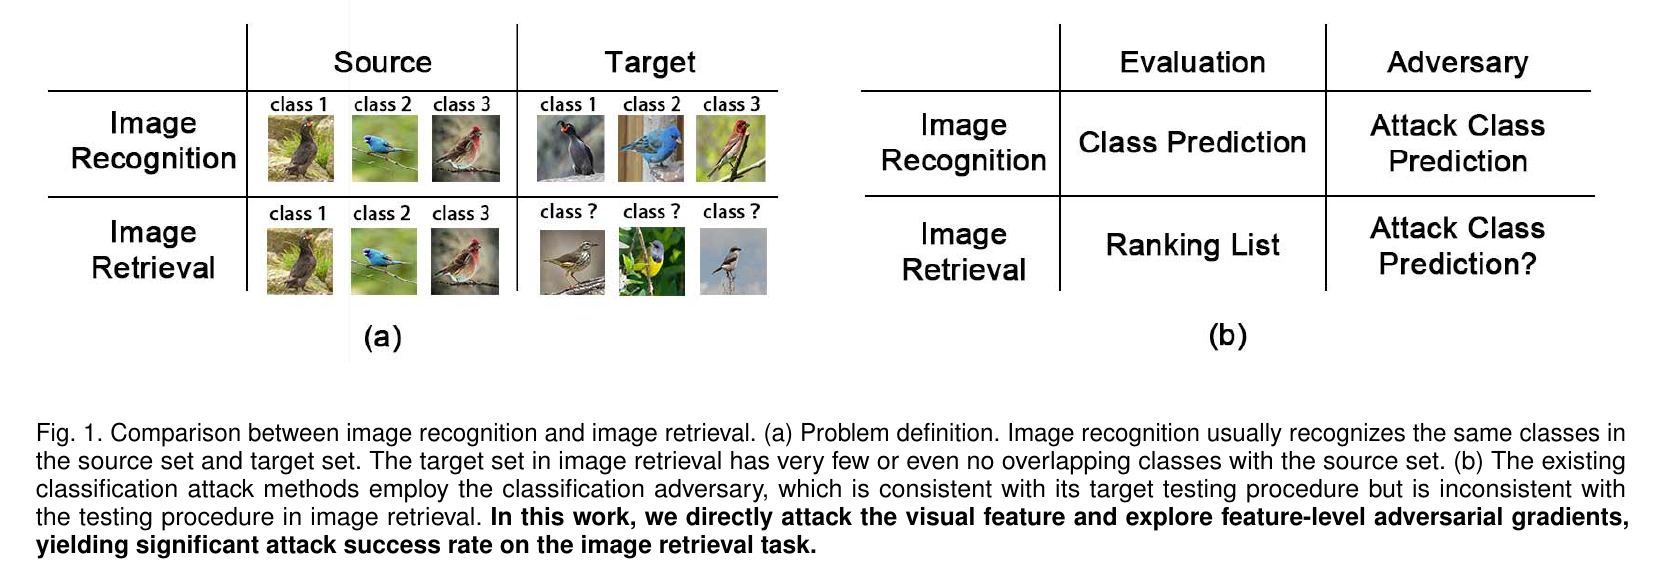 Source Target
class 1 class 2 class 3 class 1 class 2 class 3
Image
Recognition
class 1 class 2 class 3 class ? class ? class ?
Image
Retrieval
(a)
Evaluation Adversary
Image
Recognition
Class Prediction
Attack Class
Prediction
Image
Retrieval
Ranking List
Attack Class
Prediction?
(b)
Fig. 1. Comparison between image recognition and image retrieval. (a) Problem definition. Image recognition usually recognizes the same classes in
the source set and target set. The target set in image retrieval has very few or even no overlapping classes with the source set. (b) The existing
classification attack methods employ the classification adversary, which is consistent with its target testing procedure but is inconsistent with
the testing procedure in image retrieval. In this work, we directly attack the visual feature and explore feature-level adversarial gradients,
yielding significant attack success rate on the image retrieval task.